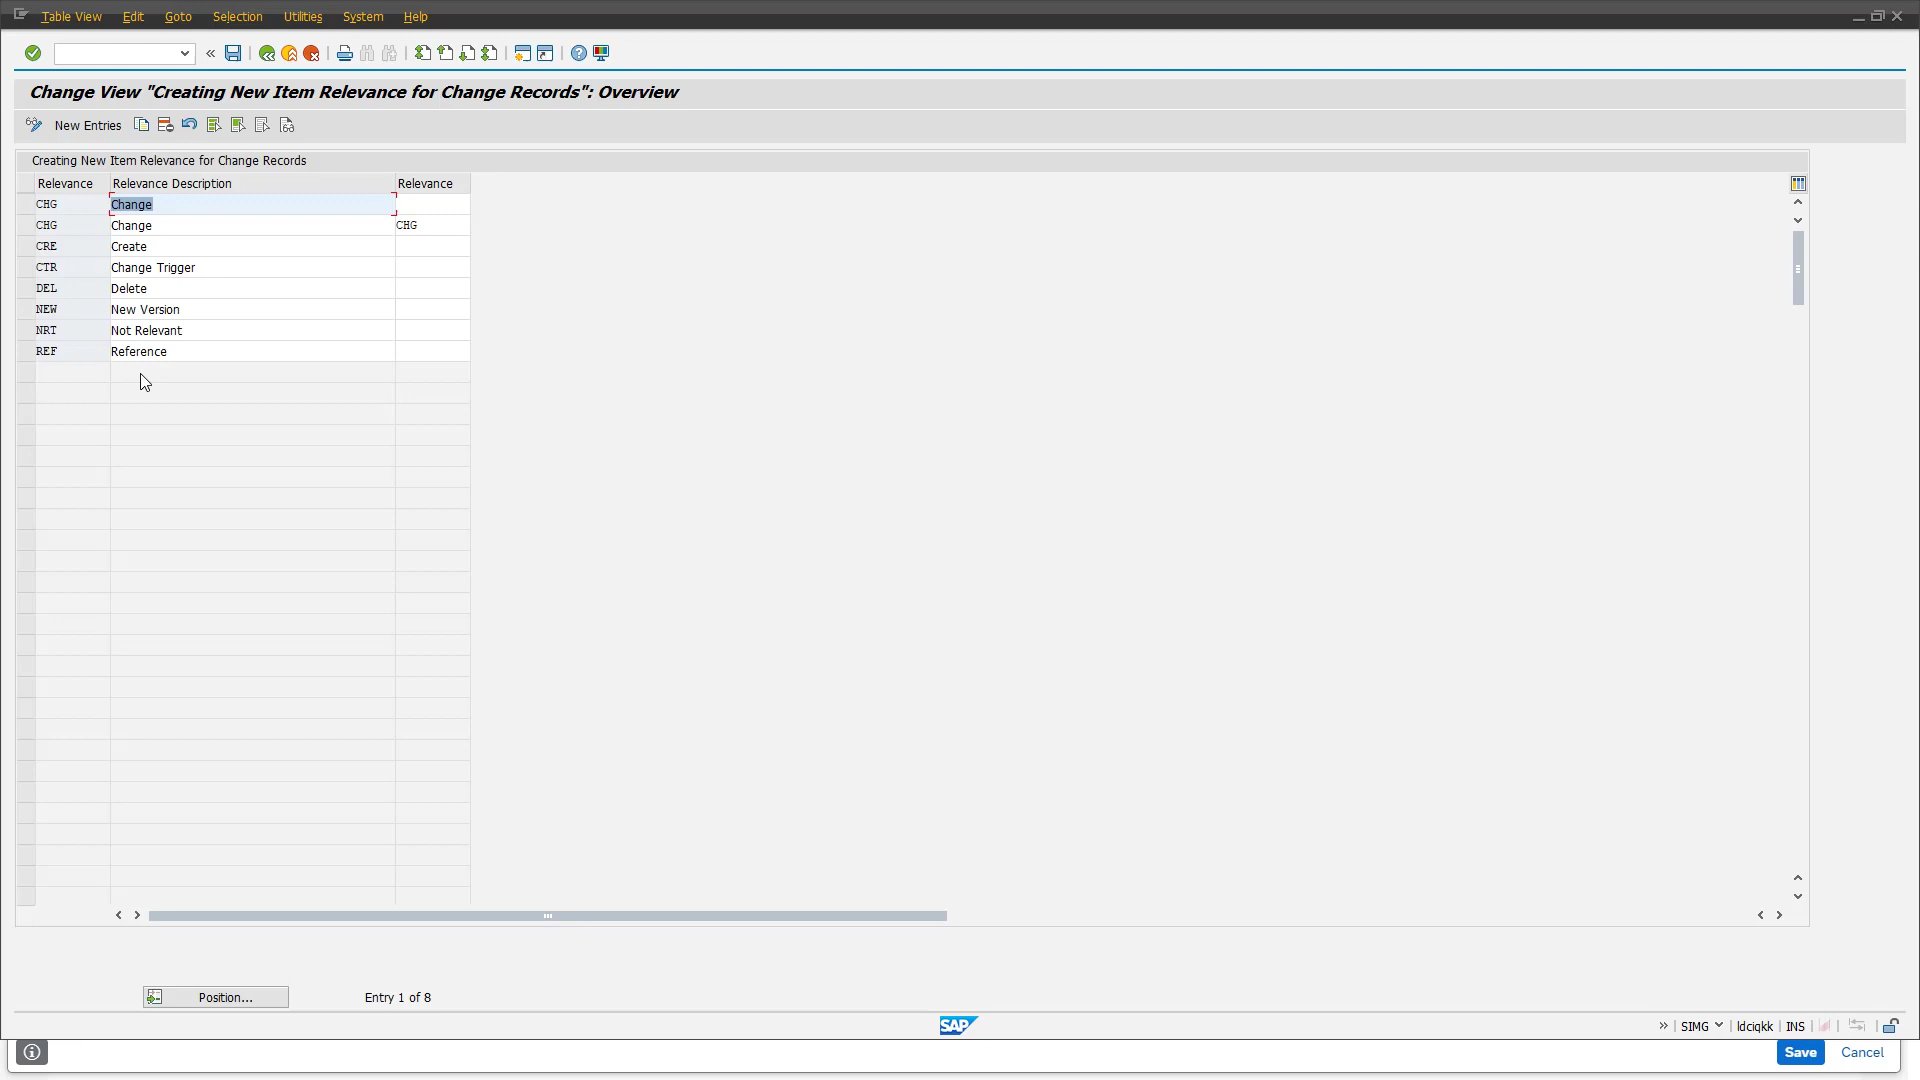 Table View Edit Goto Selection Utilities System Help
Change View "Creating New Item Relevance for Change Records": Overview
New Entries
Creating New Item Relevance for Change Records
Relevance Relevance Description Relevance
CHG Change
CHG Change CHG
CRE Create
CTR Change Trigger
DEL Delete
NEW New Version
NRT Not Relevant
REF Reference
Position... Entry 1 of 8
SAP SIMG ldciqkk INS
Save Cancel